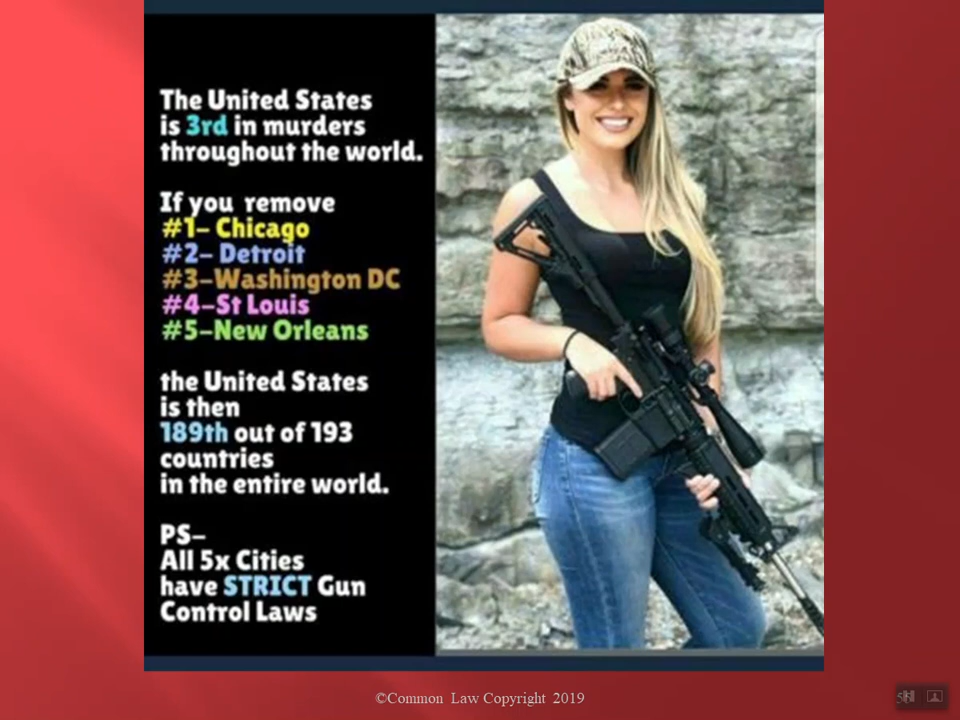 The United States
is 3rd in murders
throughout the world.
If you remove
#1- Chicago
#2- Detroit
#3-Washington DC
#4-St Louis
#5-New Orleans
the United States
is then
189th out of 193
countries
in the entire world.
PS-
All 5x Cities
have STRICT Gun
Control Laws
©Common Law Copyright 2019